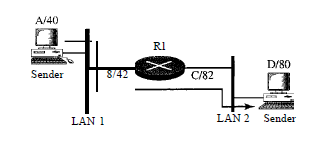 A/40
R1
D/80
Sender
8/42
C/82
LAN 1
LAN 2
Sender